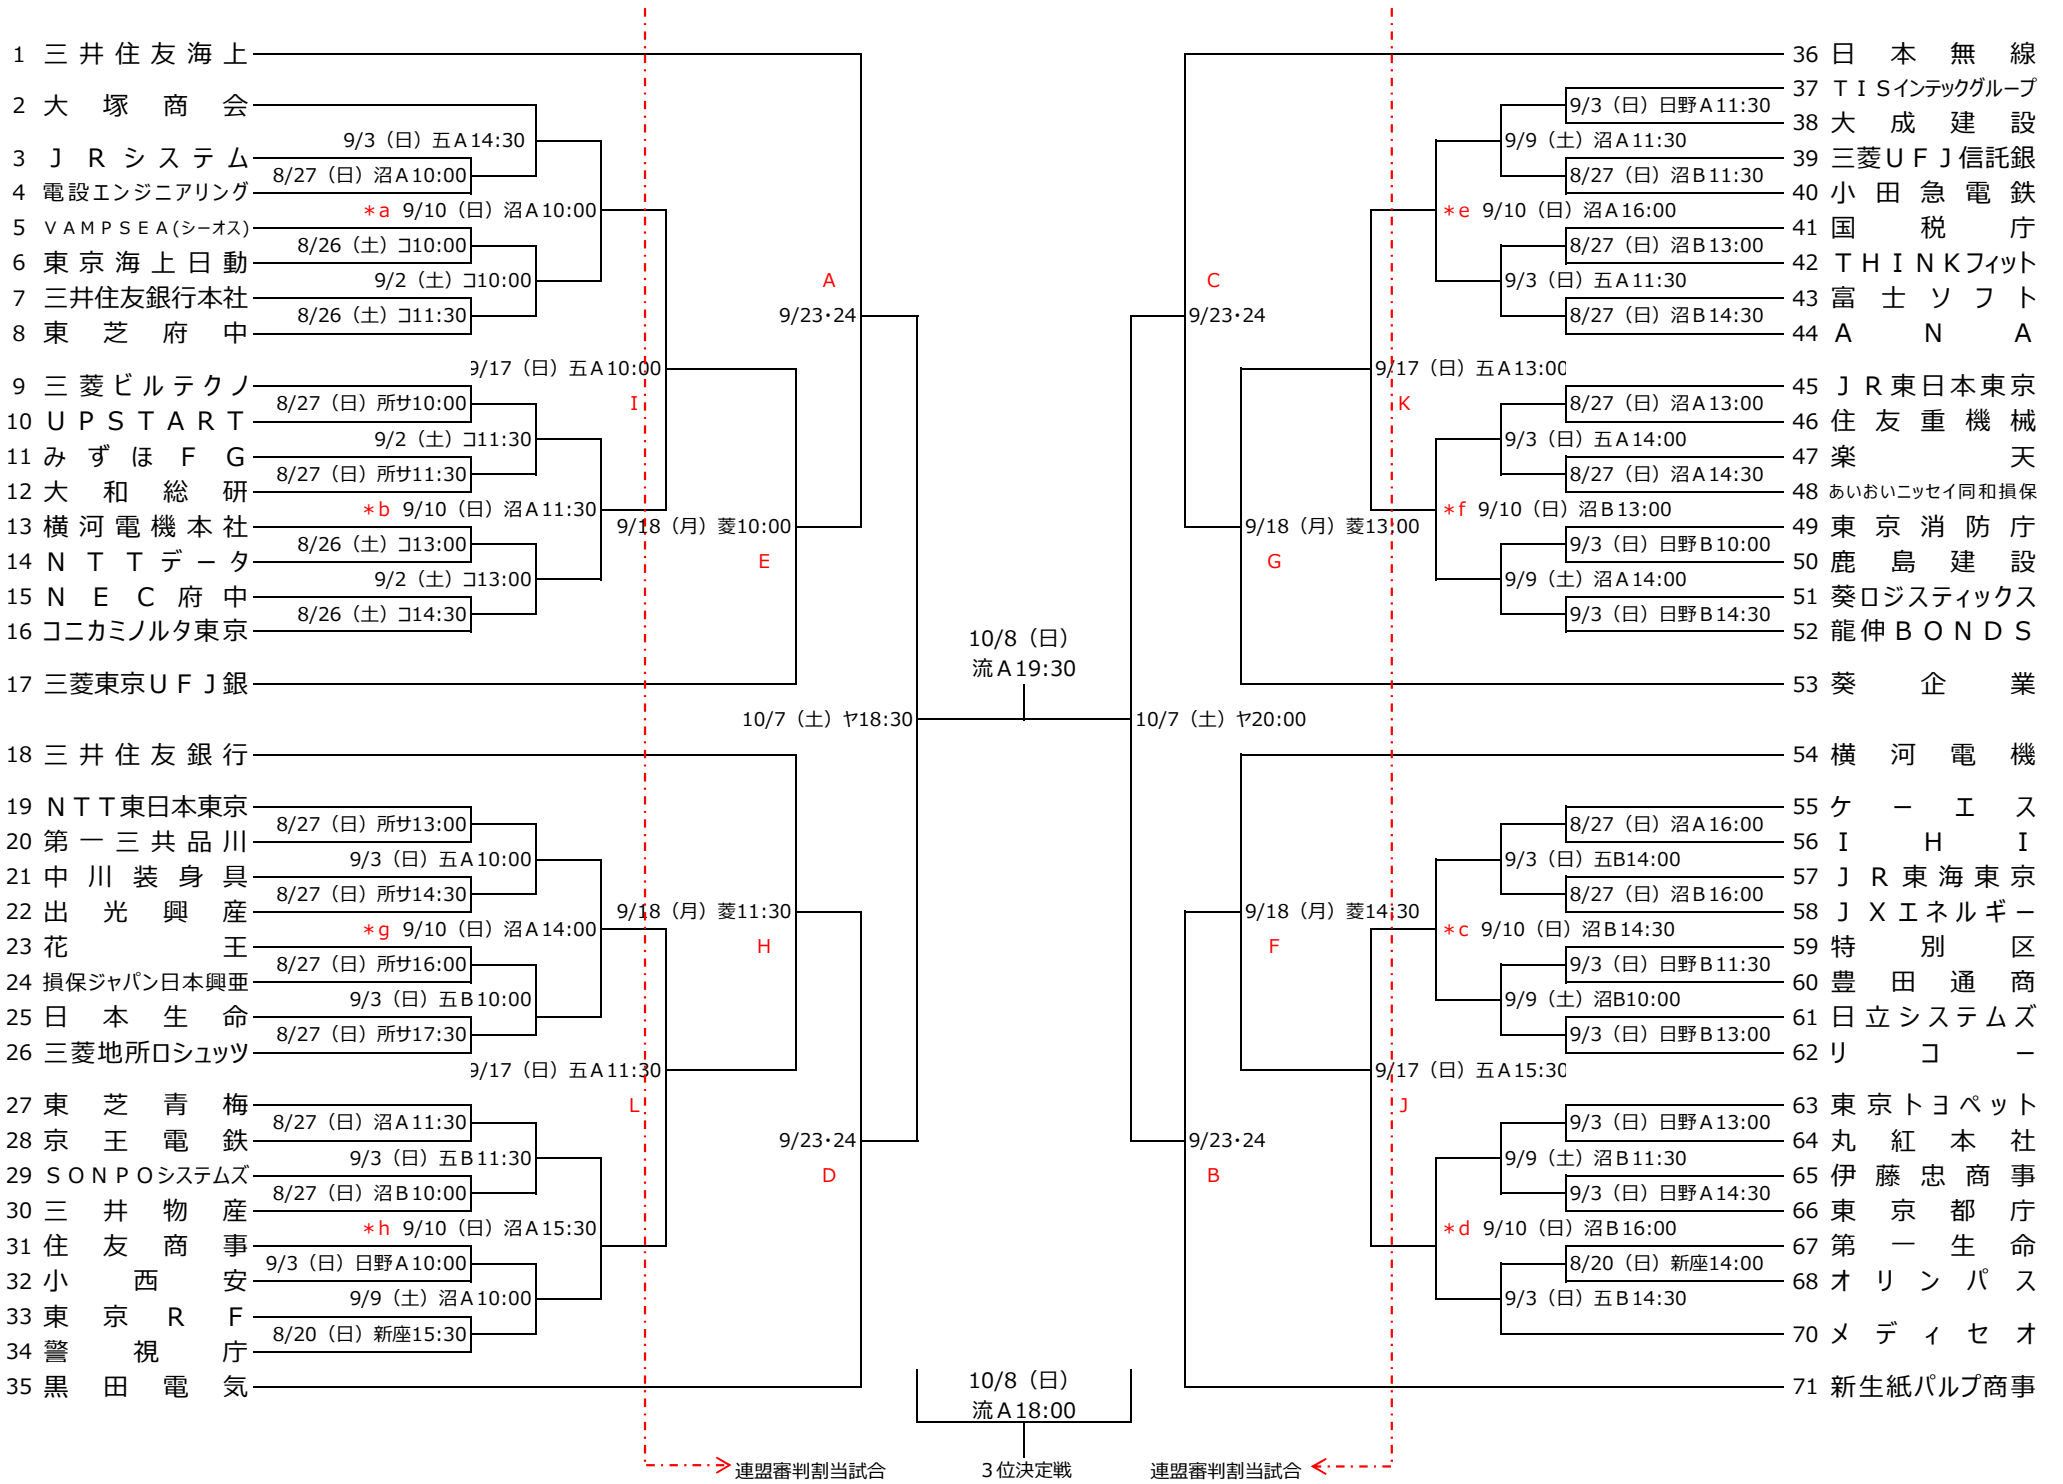 1 三井住友海上
2 大塚商会
9/3（日）五A14:30
3 JRシステム
8/27（日）沼A10:00
4 電設エンジニアリング
*a 9/10（日）沼A10:00
5 VAMPSEA(シーオス)
8/26（土）コ10:00
6 東京海上日動
9/2（土）コ10:00
7 三井住友銀行本社
8/26（土）コ11:30
8 東芝府中
A
9/23・24
9/17（日）五A10:00
I
9 三菱ビルテクノ
8/27（日）所サ10:00
10 UPSTART
9/2（土）コ11:30
11 みずほFG
8/27（日）所サ11:30
12 大和総研
*b 9/10（日）沼A11:30
13 横河電機本社
8/26（土）コ13:00
14 NTTデータ
9/2（土）コ13:00
15 NEC府中
8/26（土）コ14:30
16 コニカミノルタ東京
9/18（月）菱10:00
E
17 三菱東京UFJ銀
10/7（土）ヤ18:30
18 三井住友銀行
19 NTT東日本東京
8/27（日）所サ13:00
20 第一三共品川
9/3（日）五A10:00
21 中川装身具
8/27（日）所サ14:30
22 出光興産
*g 9/10（日）沼A14:00
23 花王
8/27（日）所サ16:00
24 損保ジャパン日本興亜
9/3（日）五B10:00
25 日本生命
8/27（日）所サ17:30
26 三菱地所ロシュッツ
9/18（月）菱11:30
H
9/17（日）五A11:30
L
27 東芝青梅
8/27（日）沼A11:30
28 京王電鉄
9/3（日）五B11:30
29 SONPOシステムズ
8/27（日）沼B10:00
30 三井物産
*h 9/10（日）沼A15:30
31 住友商事
9/3（日）日野A10:00
32 小西安
9/9（土）沼A10:00
33 東京RF
8/20（日）新座15:30
34 警視庁
9/23・24
D
35 黒田電気
10/8（日）
流A19:30
10/8（日）
流A18:00
3位決定戦
連盟審判割当試合
連盟審判割当試合
36 日本無線
37 TISインテックグループ
9/3（日）日野A11:30
38 大成建設
9/9（土）沼A11:30
39 三菱UFJ信託銀
8/27（日）沼B11:30
40 小田急電鉄
*e 9/10（日）沼A16:00
41 国税庁
8/27（日）沼B13:00
42 THINKフィット
9/3（日）五A11:30
43 富士ソフト
8/27（日）沼B14:30
44 ANA
C
9/23・24
9/17（日）五A13:00
K
45 JR東日本東京
8/27（日）沼A13:00
46 住友重機械
9/3（日）五A14:00
47 楽天
8/27（日）沼A14:30
48 あいおいニッセイ同和損保
*f 9/10（日）沼B13:00
49 東京消防庁
9/3（日）日野B10:00
50 鹿島建設
9/9（土）沼A14:00
51 葵ロジスティックス
9/3（日）日野B14:30
52 龍伸BONDS
9/18（月）菱13:00
G
53 葵企業
10/7（土）ヤ20:00
54 横河電機
55 ケーエス
8/27（日）沼A16:00
56 IHI
9/3（日）五B14:00
57 JR東海東京
8/27（日）沼B16:00
58 JXエネルギー
*c 9/10（日）沼B14:30
59 特別区
9/3（日）日野B11:30
60 豊田通商
9/9（土）沼B10:00
61 日立システムズ
9/3（日）日野B13:00
62 リコー
9/18（月）菱14:30
F
9/17（日）五A15:30
J
63 東京トヨペット
9/3（日）日野A13:00
64 丸紅本社
9/9（土）沼B11:30
65 伊藤忠商事
9/3（日）日野A14:30
66 東京都庁
*d 9/10（日）沼B16:00
67 第一生命
8/20（日）新座14:00
68 オリンパス
9/3（日）五B14:30
70 メディセオ
9/23・24
B
71 新生紙パルプ商事